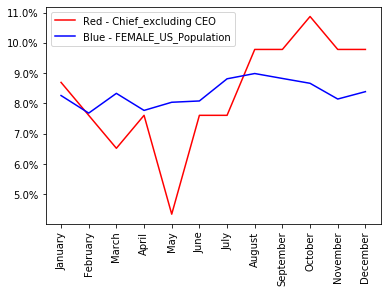 11.0%
10.0%
9.0%
8.0%
7.0%
6.0%
5.0%
Red - Chief_excluding CEO
Blue - FEMALE_US_Population
January
February
March
April
May
June
July
August
September
October
November
December